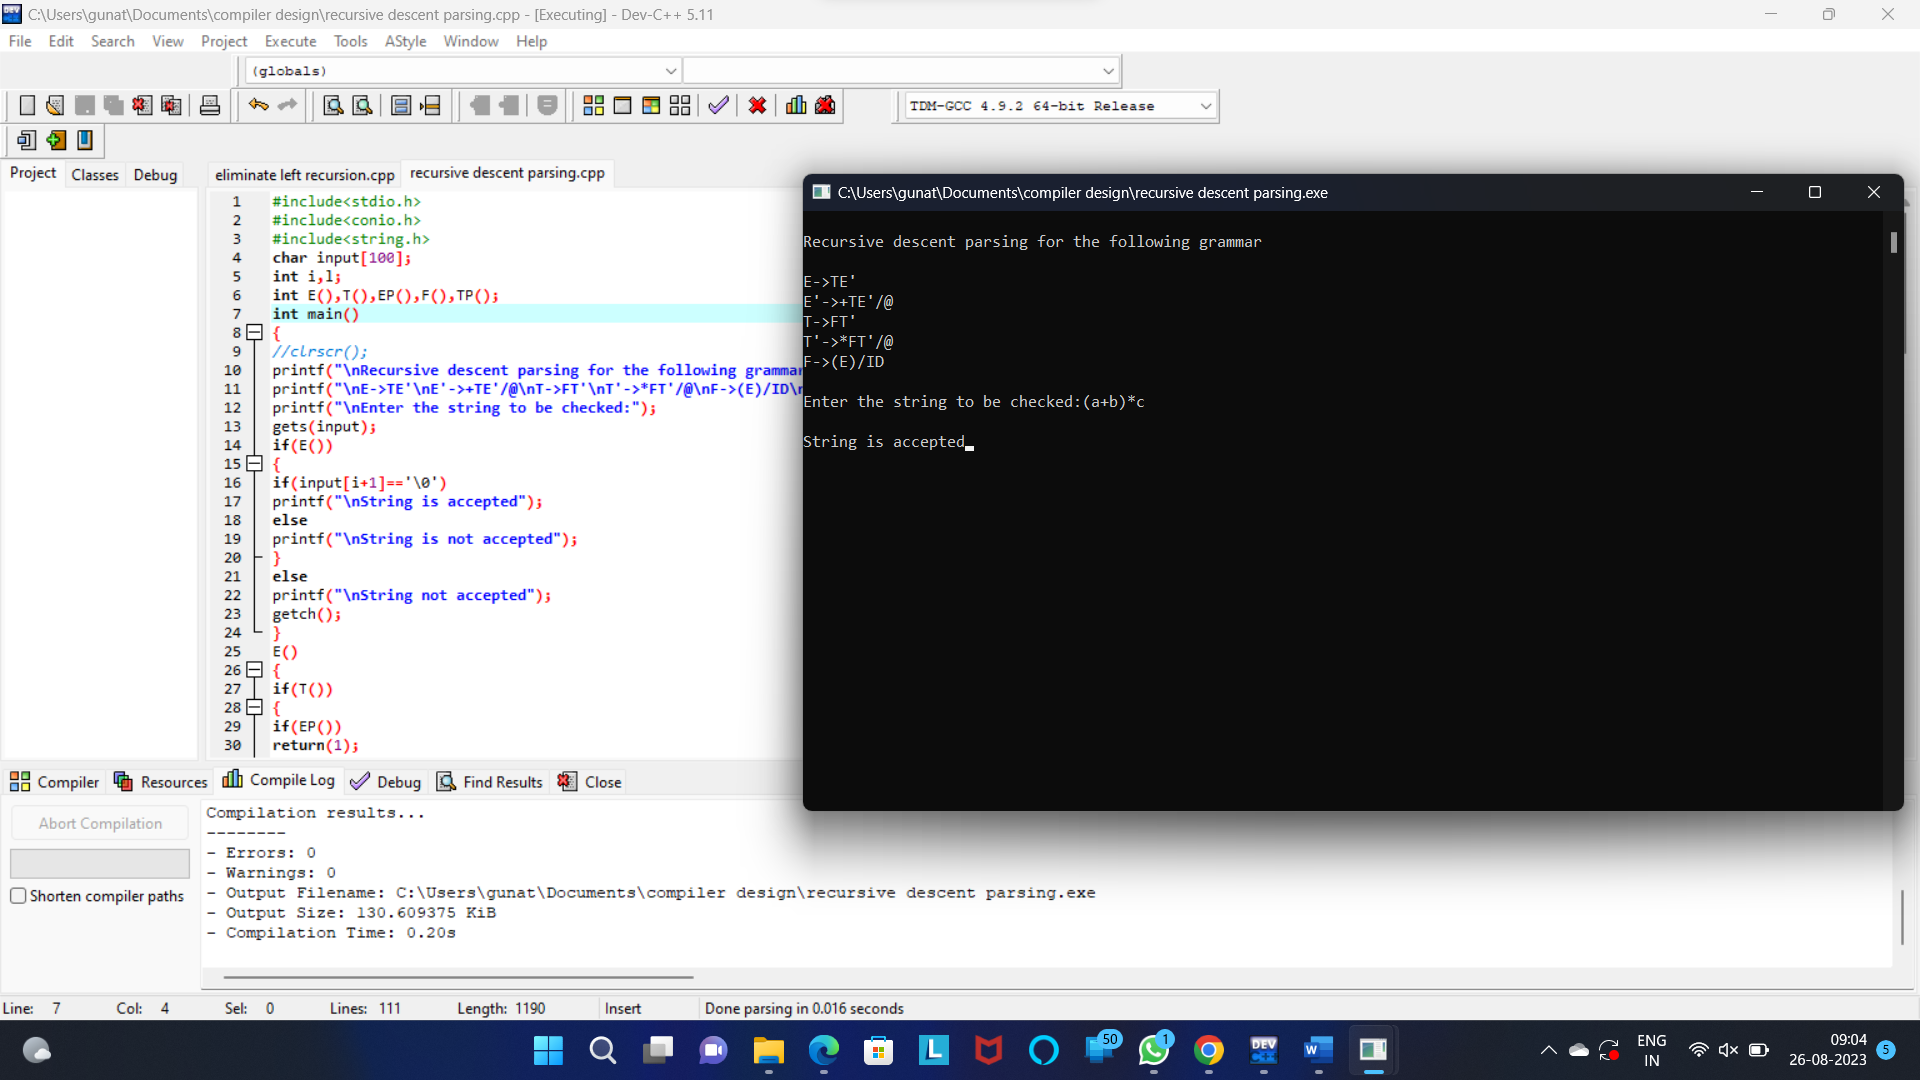 C:\Users\gunat\Documents\compiler design\recursive descent parsing.cpp - [Executing] - Dev-C++ 5.11
File Edit Search View Project Execute Tools AStyle Window Help
(globals)
TDM-GCC 4.9.2 64-bit Release
Project Classes Debug
eliminate left recursion.cpp recursive descent parsing.cpp
1 #include<stdio.h>
2 #include<conio.h>
3 #include<string.h>
4 char input[100];
5 int i,l;
6 int E(),T(),EP(),F(),TP();
7 int main()
8 {
9 //clrscr();
10 printf("\nRecursive descent parsing for the following grammar
11 printf("\nE->TE'\nE'->+TE'/@\nT->FT'\nT'->*FT'/@\nF->(E)/ID\n
12 printf("\nEnter the string to be checked:");
13 gets(input);
14 if(E())
15 {
16 if(input[i+1]=='\0')
17 printf("\nString is accepted");
18 else
19 printf("\nString is not accepted");
20 }
21 else
22 printf("\nString not accepted");
23 getch();
24 }
25 E()
26 {
27 if(T())
28 {
29 if(EP())
30 return(1);
C:\Users\gunat\Documents\compiler design\recursive descent parsing.exe
Recursive descent parsing for the following grammar
E->TE'
E'->+TE'/@
T->FT'
T'->*FT'/@
F->(E)/ID
Enter the string to be checked:(a+b)*c
String is accepted
Compiler Resources Compile Log Debug Find Results Close
Abort Compilation
Shorten compiler paths
Compilation results...
--------
- Errors: 0
- Warnings: 0
- Output Filename: C:\Users\gunat\Documents\compiler design\recursive descent parsing.exe
- Output Size: 130.609375 KiB
- Compilation Time: 0.20s
Line: 7 Col: 4 Sel: 0 Lines: 111 Length: 1190 Insert Done parsing in 0.016 seconds
L
50
1
DEV
C++
W
ENG
IN
09:04
26-08-2023
5